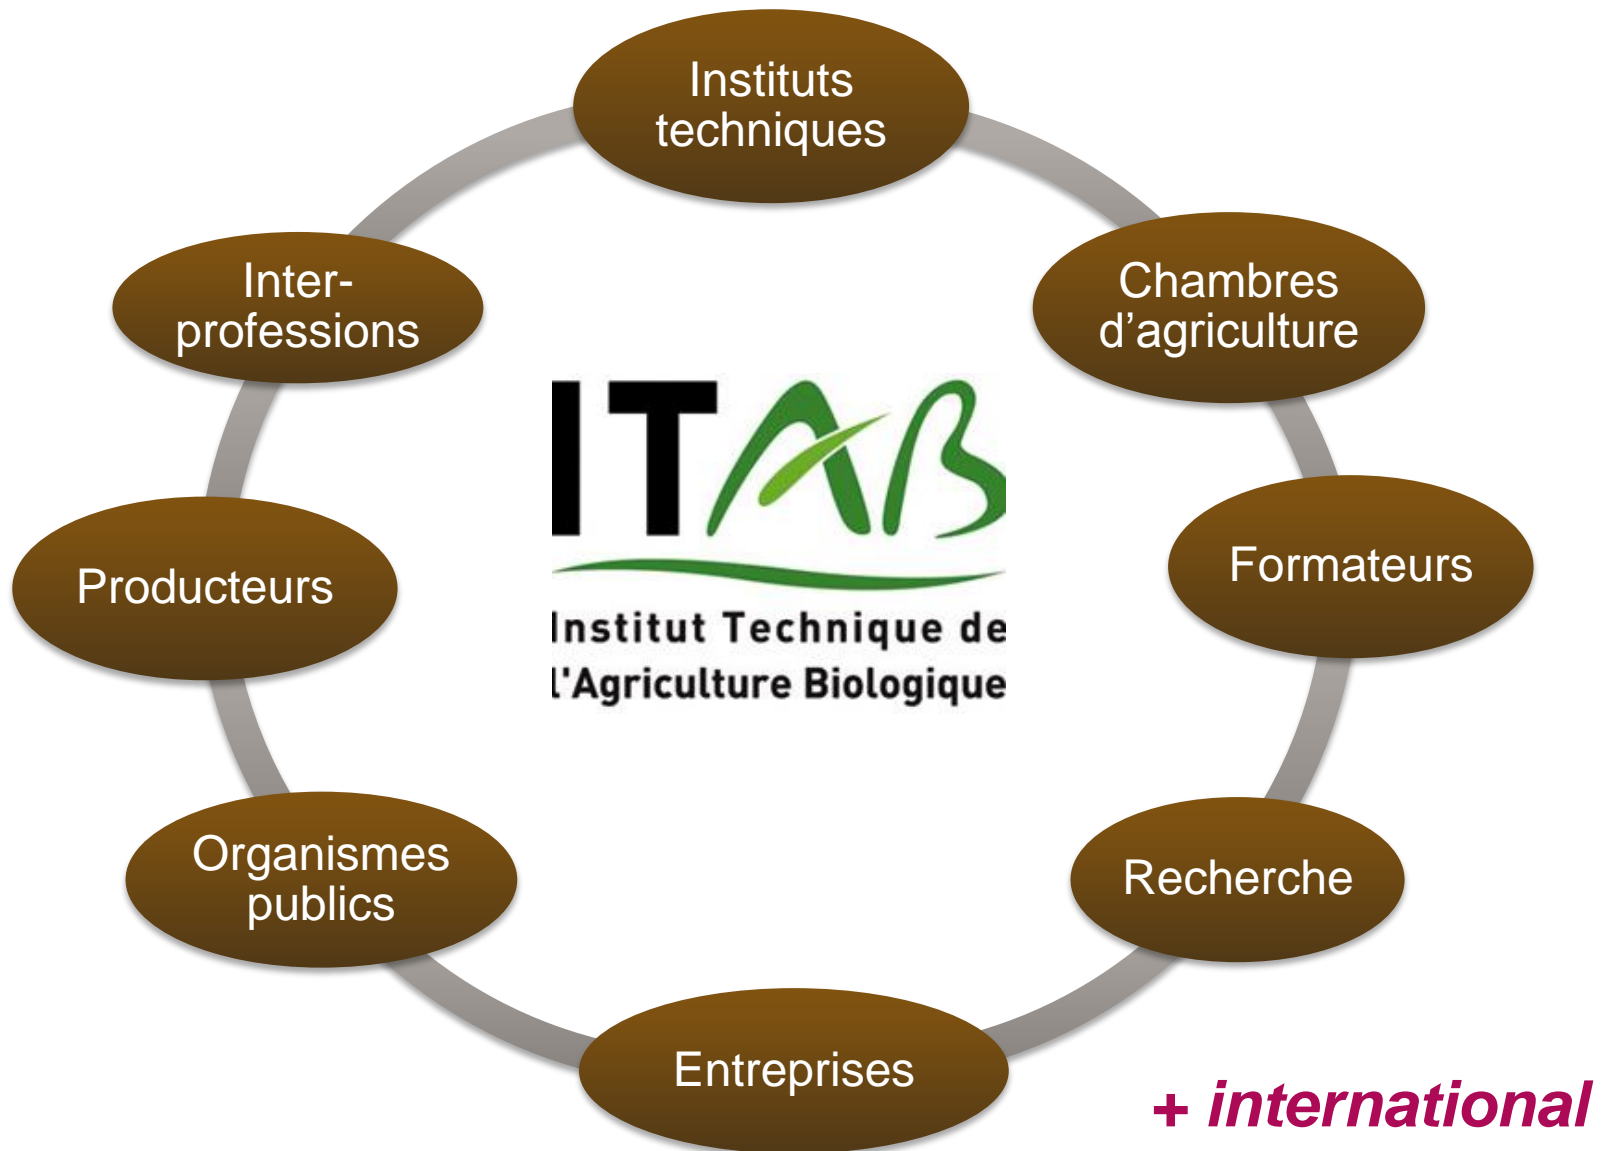 Instituts
techniques
Inter-
professions
Chambres
d’agriculture
ITAB
Producteurs
Formateurs
Institut Technique de
l'Agriculture Biologique
Organismes
publics
Recherche
Entreprises
+ international